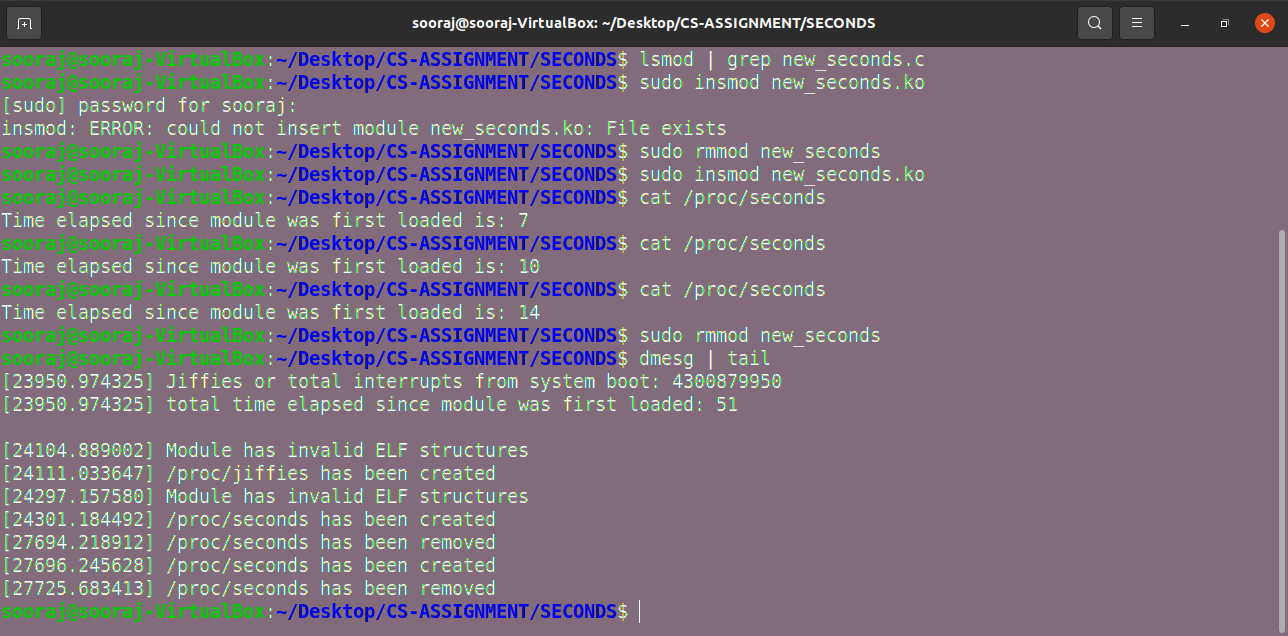 sooraj@sooraj-VirtualBox: ~/Desktop/CS-ASSIGNMENT/SECONDS
sooraj@sooraj-VirtualBox:~/Desktop/CS-ASSIGNMENT/SECONDS$ lsmod | grep new_seconds.c
sooraj@sooraj-VirtualBox:~/Desktop/CS-ASSIGNMENT/SECONDS$ sudo insmod new_seconds.ko
[sudo] password for sooraj:
insmod: ERROR: could not insert module new_seconds.ko: File exists
sooraj@sooraj-VirtualBox:~/Desktop/CS-ASSIGNMENT/SECONDS$ sudo rmmod new_seconds
sooraj@sooraj-VirtualBox:~/Desktop/CS-ASSIGNMENT/SECONDS$ sudo insmod new_seconds.ko
sooraj@sooraj-VirtualBox:~/Desktop/CS-ASSIGNMENT/SECONDS$ cat /proc/seconds
Time elapsed since module was first loaded is: 7
sooraj@sooraj-VirtualBox:~/Desktop/CS-ASSIGNMENT/SECONDS$ cat /proc/seconds
Time elapsed since module was first loaded is: 10
sooraj@sooraj-VirtualBox:~/Desktop/CS-ASSIGNMENT/SECONDS$ cat /proc/seconds
Time elapsed since module was first loaded is: 14
sooraj@sooraj-VirtualBox:~/Desktop/CS-ASSIGNMENT/SECONDS$ sudo rmmod new_seconds
sooraj@sooraj-VirtualBox:~/Desktop/CS-ASSIGNMENT/SECONDS$ dmesg | tail
[23950.974325] Jiffies or total interrupts from system boot: 4300879950
[23950.974325] total time elapsed since module was first loaded: 51
[24104.889002] Module has invalid ELF structures
[24111.033647] /proc/jiffies has been created
[24297.157580] Module has invalid ELF structures
[24301.184492] /proc/seconds has been created
[27694.218912] /proc/seconds has been removed
[27696.245628] /proc/seconds has been created
[27725.683413] /proc/seconds has been removed
sooraj@sooraj-VirtualBox:~/Desktop/CS-ASSIGNMENT/SECONDS$